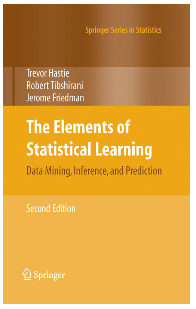 Springer Series in Statistics
Trevor Hastie
Robert Tibshirani
Jerome Friedman
The Elements of
Statistical Learning
Data Mining, Inference, and Prediction
Second Edition
Springer